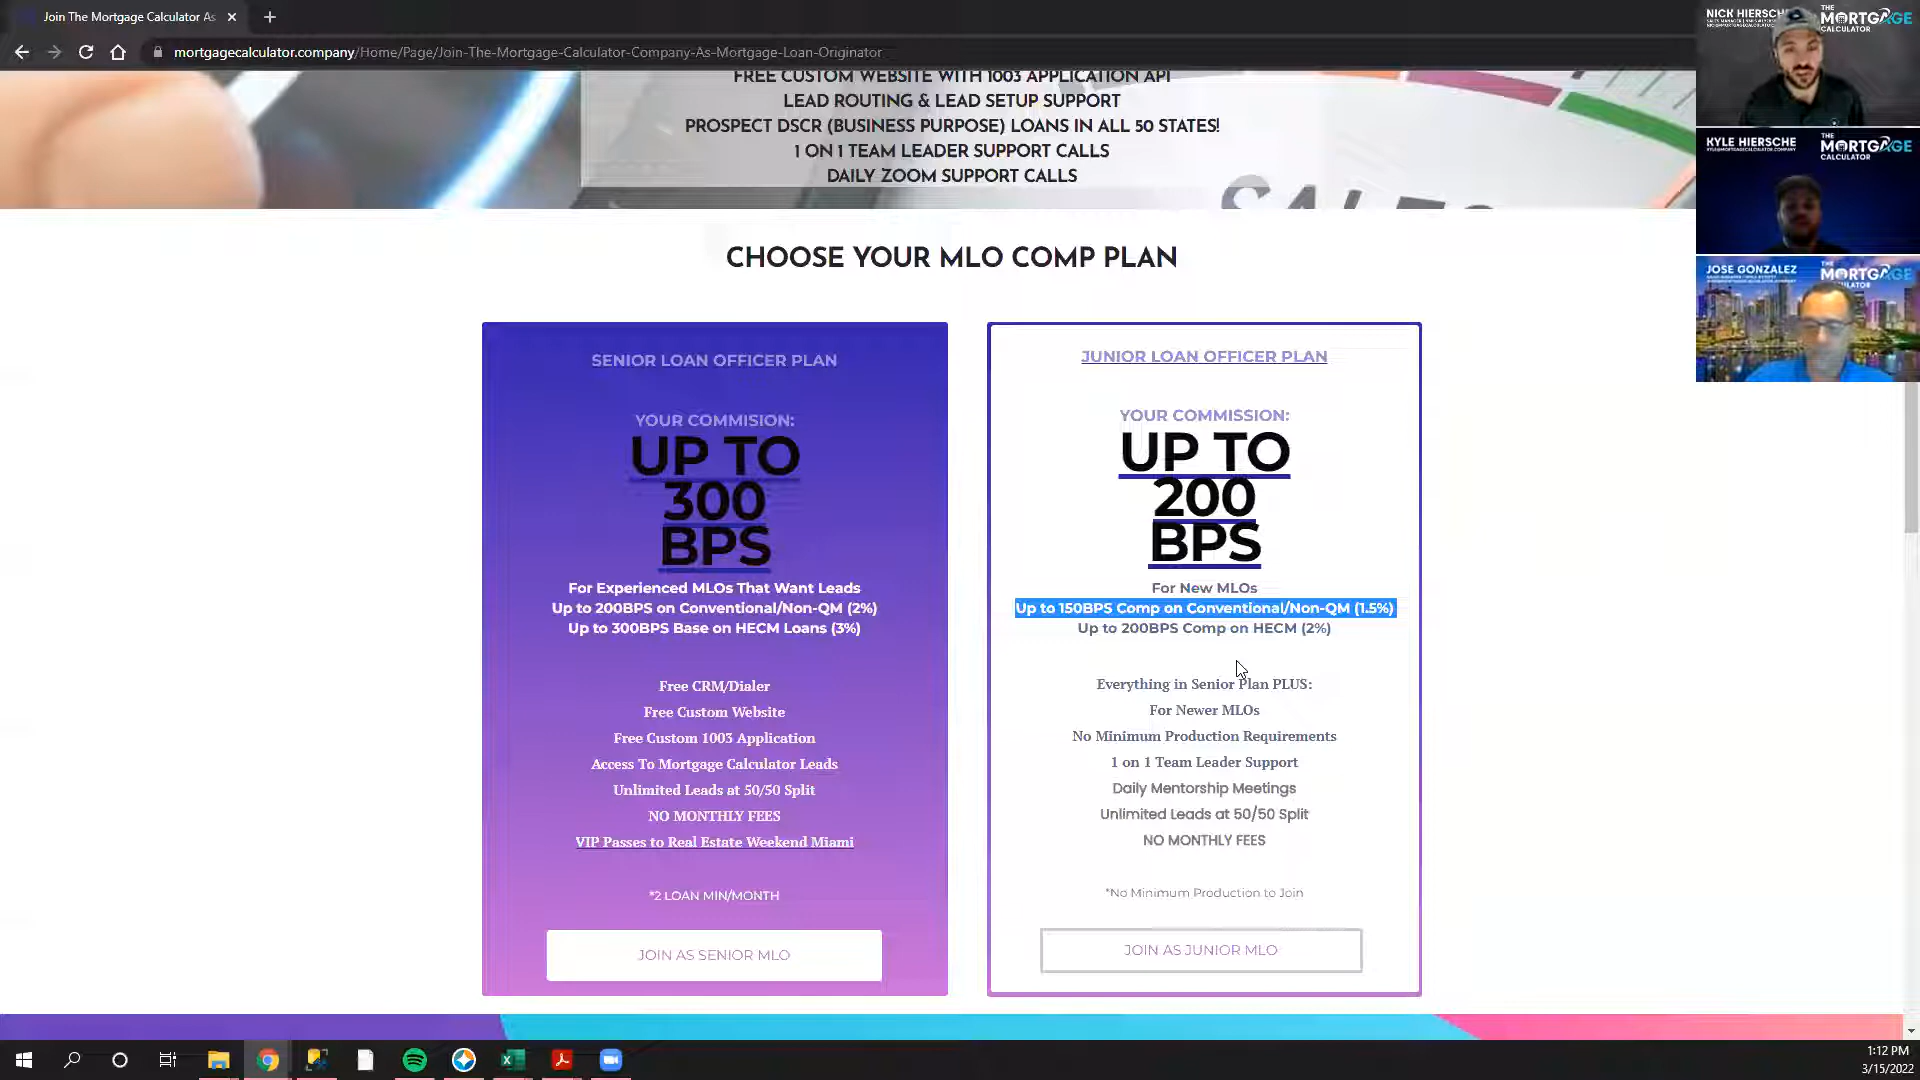 Join The Mortgage Calculator As
mortgagecalculator.company/Home/Page/Join-The-Mortgage-Calculator-Company-As-Mortgage-Loan-Originator
FREE CUSTOM WEBSITE WITH 1003 APPLICATION API
LEAD ROUTING & LEAD SETUP SUPPORT
PROSPECT DSCR (BUSINESS PURPOSE) LOANS IN ALL 50 STATES!
1 ON 1 TEAM LEADER SUPPORT CALLS
DAILY ZOOM SUPPORT CALLS
SALES
NICK HIERSCHE
THE
MORTGAGE
CALCULATOR
KYLE HIERSCHE
THE
MORTGAGE
CALCULATOR
JOSE GONZALEZ
THE
MORTGAGE
CHOOSE YOUR MLO COMP PLAN
SENIOR LOAN OFFICER PLAN
YOUR COMMISION:
UP TO
300
BPS
For Experienced MLOs That Want Leads
Up to 200BPS on Conventional/Non-QM (2%)
Up to 300BPS Base on HECM Loans (3%)
Free CRM/Dialer
Free Custom Website
Free Custom 1003 Application
Access To Mortgage Calculator Leads
Unlimited Leads at 50/50 Split
NO MONTHLY FEES
VIP Passes to Real Estate Weekend Miami
*2 LOAN MIN/MONTH
JOIN AS SENIOR MLO
JUNIOR LOAN OFFICER PLAN
YOUR COMMISSION:
UP TO
200
BPS
For New MLOs
Up to 150BPS Comp on Conventional/Non-QM (1.5%)
Up to 200BPS Comp on HECM (2%)
Everything in Senior Plan PLUS:
For Newer MLOs
No Minimum Production Requirements
1 on 1 Team Leader Support
Daily Mentorship Meetings
Unlimited Leads at 50/50 Split
NO MONTHLY FEES
*No Minimum Production to Join
JOIN AS JUNIOR MLO
1:12 PM
3/15/2022